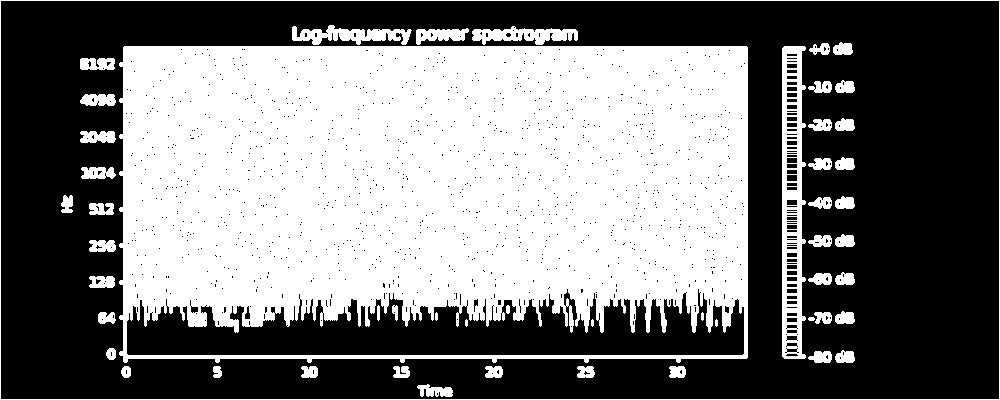 Log-frequency power spectrogram
8192
4096
2048
1024
512
256
128
64
0
Hz
0
5
10
15
20
25
30
Time
+0 dB
-10 dB
-20 dB
-30 dB
-40 dB
-50 dB
-60 dB
-70 dB
-80 dB